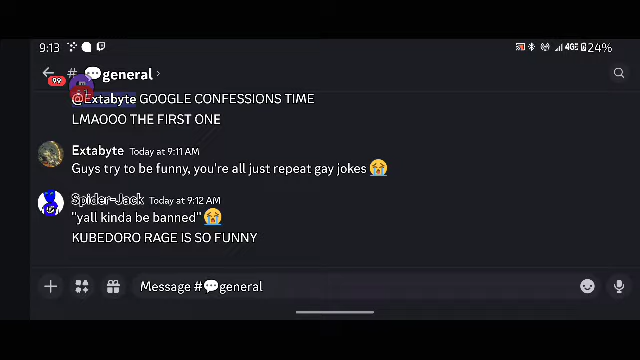 9:13 4GE 24%
# 💬general ›
99
@Extabyte GOOGLE CONFESSIONS TIME
LMAOOO THE FIRST ONE
Extabyte Today at 9:11 AM
Guys try to be funny, you're all just repeat gay jokes 😭
Spider-Jack Today at 9:12 AM
"yall kinda be banned" 😭
KUBEDORO RAGE IS SO FUNNY
Message #💬general